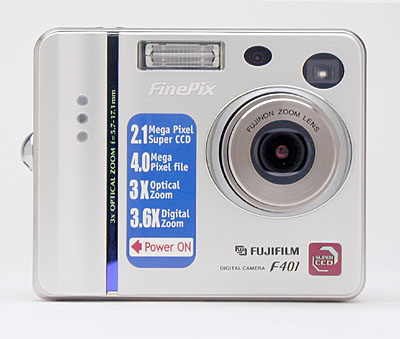 FinePix
FUJINON ZOOM LENS
3x OPTICAL ZOOM f=5.7-17.1mm
2.1 Mega Pixel
Super CCD
4.0 Mega
Pixel file
3X Optical
Zoom
3.6X Digital
Zoom
Power ON
FUJIFILM
DIGITAL CAMERA F401
SUPER
CCD